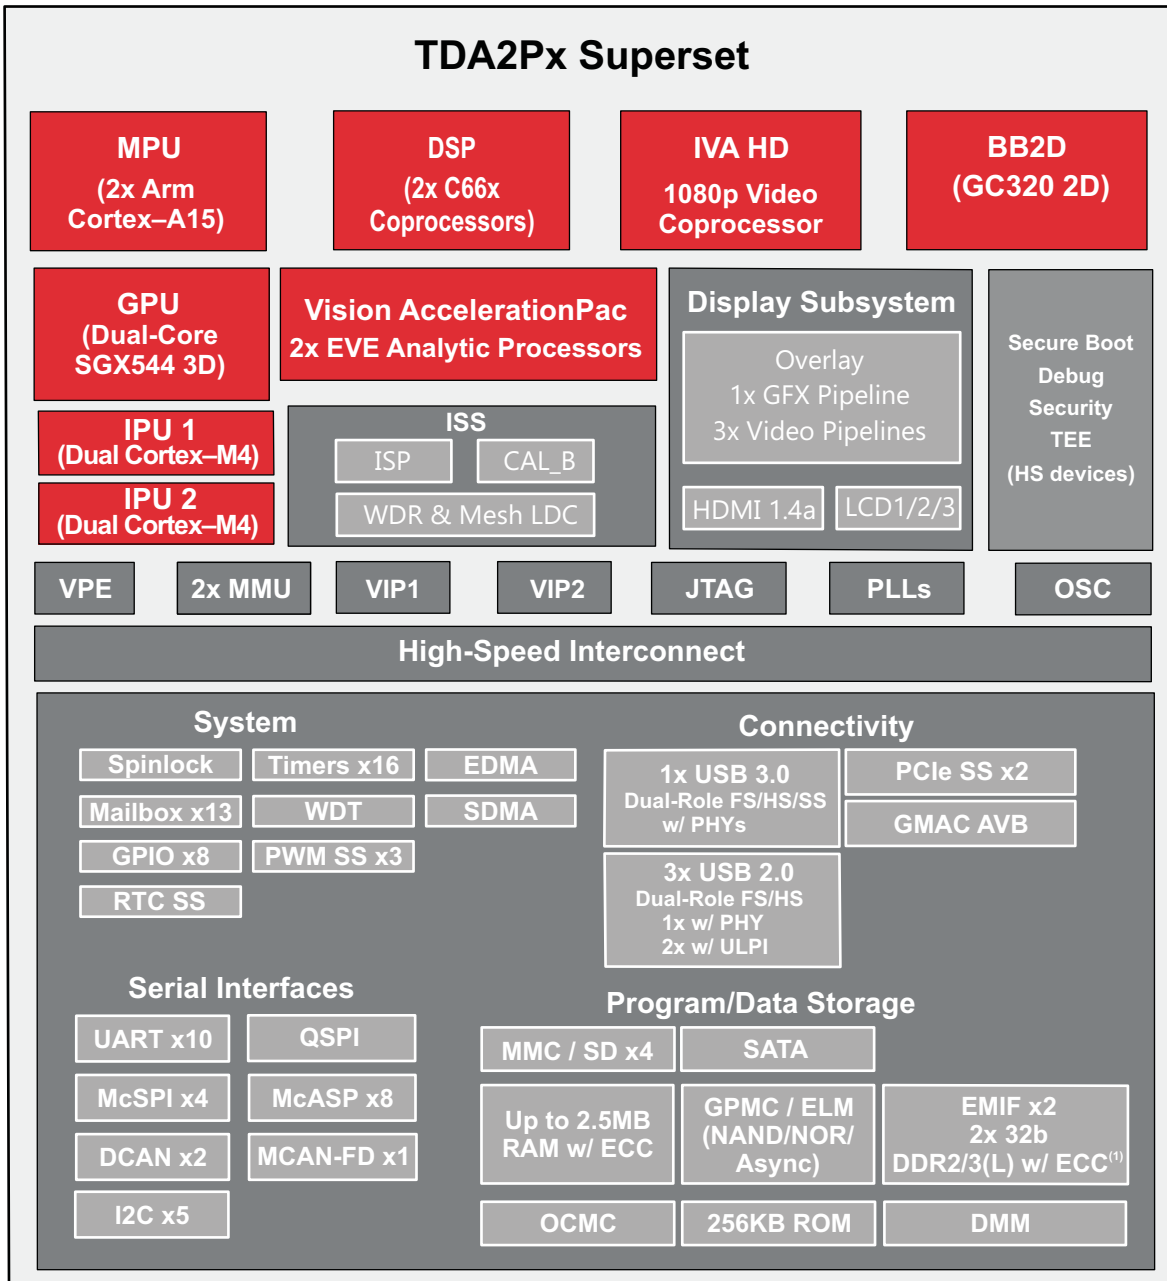 TDA2Px Superset
MPU
(2x Arm
Cortex–A15)
DSP
(2x C66x
Coprocessors)
IVA HD
1080p Video
Coprocessor
BB2D
(GC320 2D)
GPU
(Dual-Core
SGX544 3D)
Vision AccelerationPac
2x EVE Analytic Processors
Display Subsystem
Overlay
1x GFX Pipeline
3x Video Pipelines
HDMI 1.4a
LCD1/2/3
Secure Boot
Debug
Security
TEE
(HS devices)
IPU 1
(Dual Cortex–M4)
IPU 2
(Dual Cortex–M4)
ISS
ISP
CAL_B
WDR & Mesh LDC
VPE
2x MMU
VIP1
VIP2
JTAG
PLLs
OSC
High-Speed Interconnect
System
Spinlock
Timers x16
EDMA
Mailbox x13
WDT
SDMA
GPIO x8
PWM SS x3
RTC SS
Connectivity
1x USB 3.0
Dual-Role FS/HS/SS
w/ PHYs
PCIe SS x2
GMAC AVB
3x USB 2.0
Dual-Role FS/HS
1x w/ PHY
2x w/ ULPI
Serial Interfaces
UART x10
QSPI
McSPI x4
McASP x8
DCAN x2
MCAN-FD x1
I2C x5
Program/Data Storage
MMC / SD x4
SATA
Up to 2.5MB
RAM w/ ECC
GPMC / ELM
(NAND/NOR/
Async)
EMIF x2
2x 32b
DDR2/3(L) w/ ECC(1)
OCMC
256KB ROM
DMM